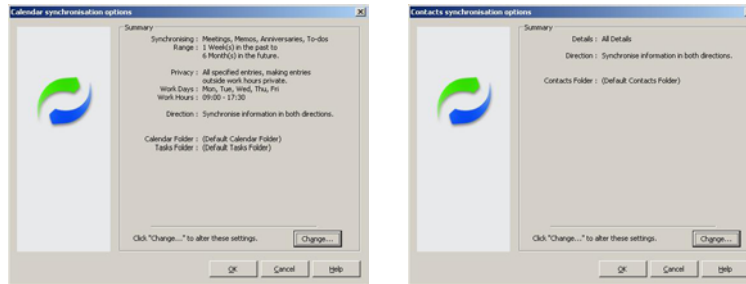 Calendar synchronisation options
Summary
Synchronising : Meetings, Memos, Anniversaries, To-dos
Range : 1 Week(s) in the past to
6 Month(s) in the future.
Privacy : All specified entries, making entries
outside work hours private.
Work Days : Mon, Tue, Wed, Thu, Fri
Work Hours : 09:00 - 17:30
Direction : Synchronise information in both directions.
Calendar Folder : (Default Calendar Folder)
Tasks Folder : (Default Tasks Folder)
Click "Change..." to alter these settings.
Change...
OK Cancel Help
Contacts synchronisation options
Summary
Details : All Details
Direction : Synchronise information in both directions.
Contacts Folder : (Default Contacts Folder)
Click "Change..." to alter these settings.
Change...
OK Cancel Help